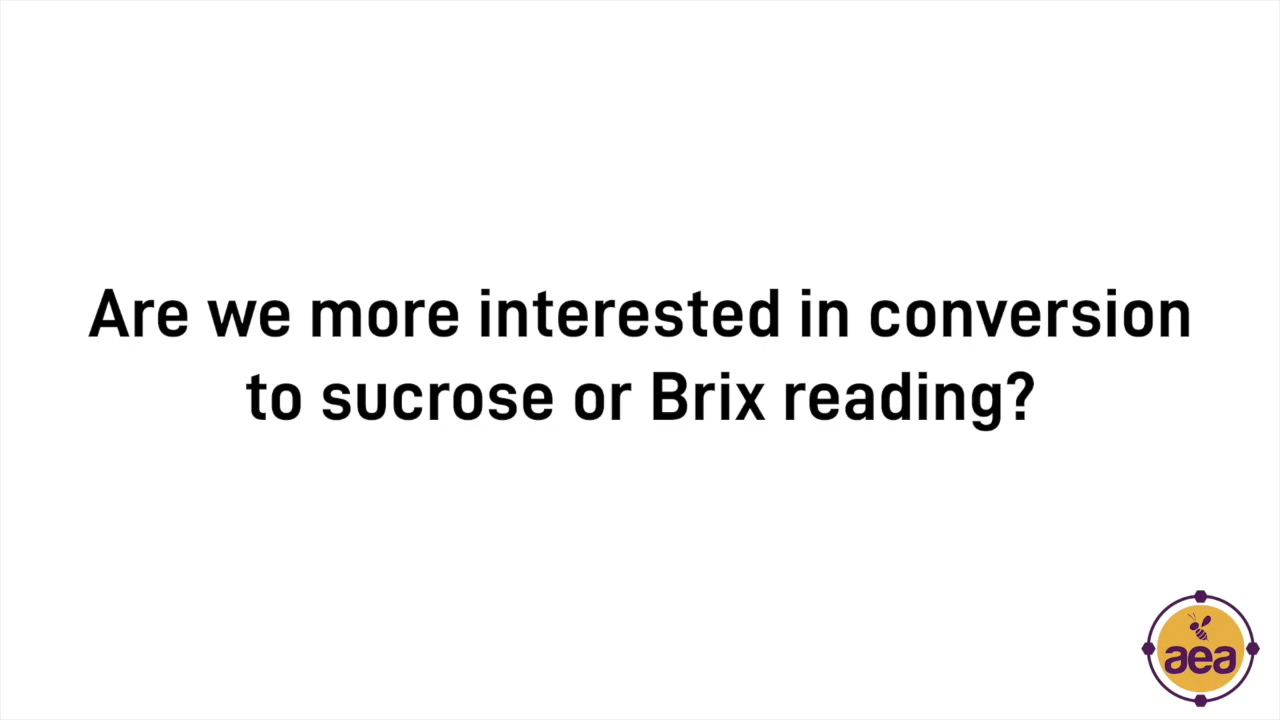 Are we more interested in conversion
to sucrose or Brix reading?
aea